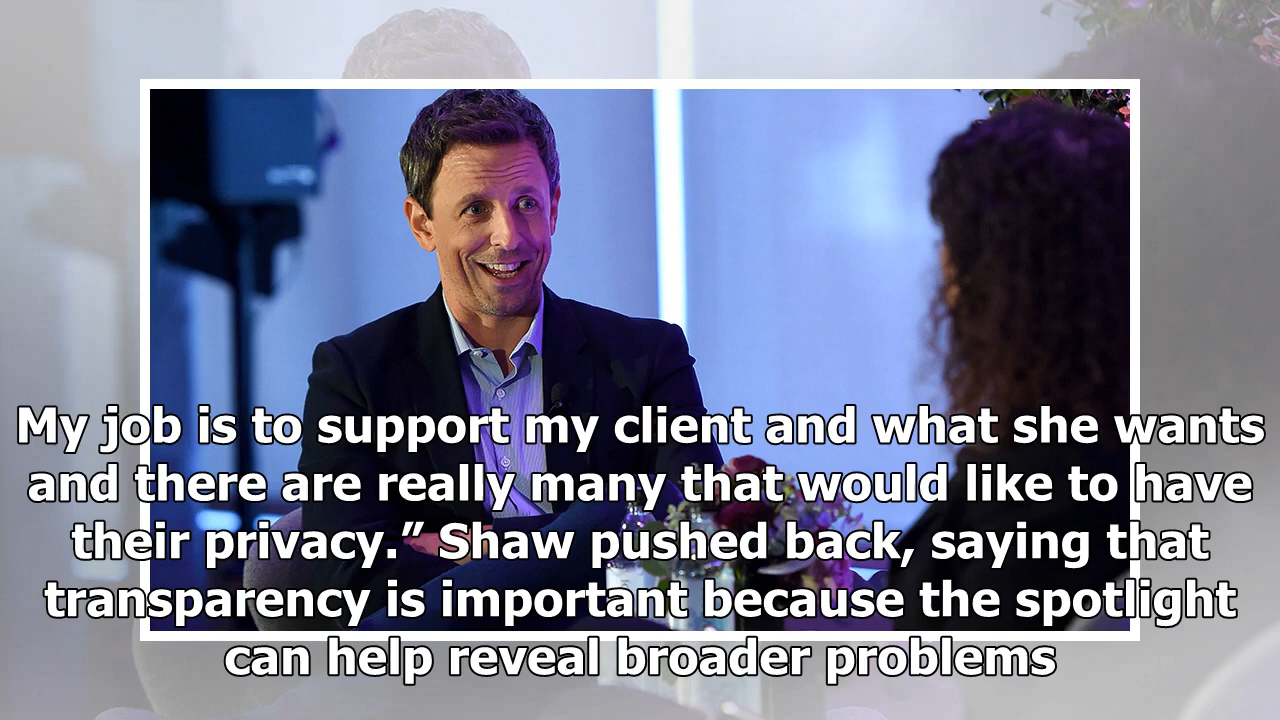 My job is to support my client and what she wants
and there are really many that would like to have
their privacy.” Shaw pushed back, saying that
transparency is important because the spotlight
can help reveal broader problems